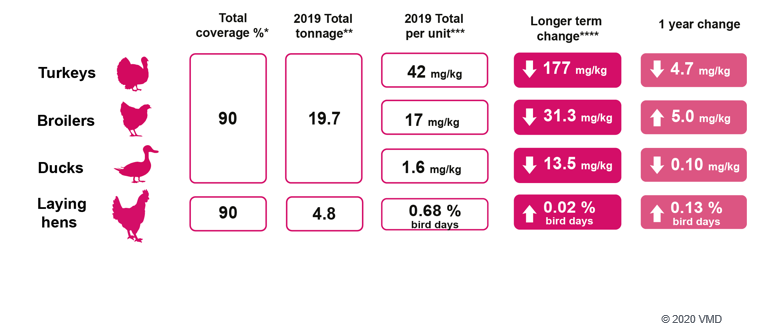 Total coverage %*
2019 Total tonnage**
2019 Total per unit***
Longer term change****
1 year change
Turkeys
42 mg/kg
177 mg/kg
4.7 mg/kg
Broilers
90
19.7
17 mg/kg
31.3 mg/kg
5.0 mg/kg
Ducks
1.6 mg/kg
13.5 mg/kg
0.10 mg/kg
Laying hens
90
4.8
0.68 % bird days
0.02 % bird days
0.13 % bird days
© 2020 VMD